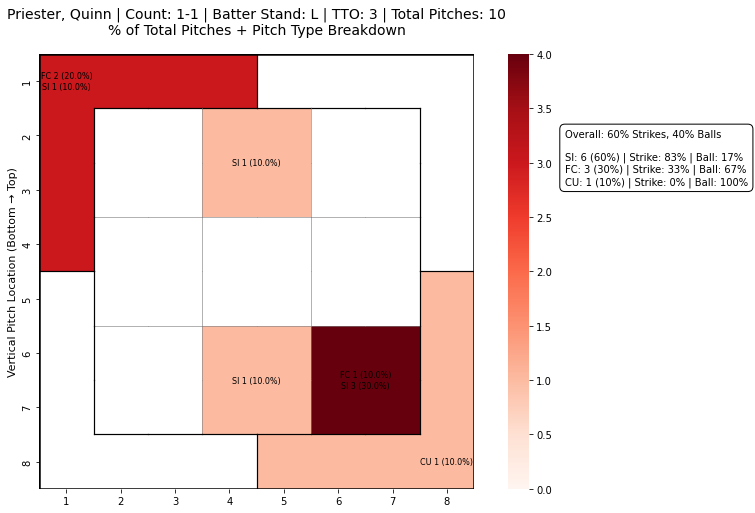 Priester, Quinn | Count: 1-1 | Batter Stand: L | TTO: 3 | Total Pitches: 10
% of Total Pitches + Pitch Type Breakdown
Vertical Pitch Location (Bottom → Top)
1
2
3
4
5
6
7
8
FC 2 (20.0%)
SI 1 (10.0%)
SI 1 (10.0%)
SI 1 (10.0%)
FC 1 (10.0%)
SI 3 (30.0%)
CU 1 (10.0%)
1 2 3 4 5 6 7 8
4.0
3.5
3.0
2.5
2.0
1.5
1.0
0.5
0.0
Overall: 60% Strikes, 40% Balls
SI: 6 (60%) | Strike: 83% | Ball: 17%
FC: 3 (30%) | Strike: 33% | Ball: 67%
CU: 1 (10%) | Strike: 0% | Ball: 100%